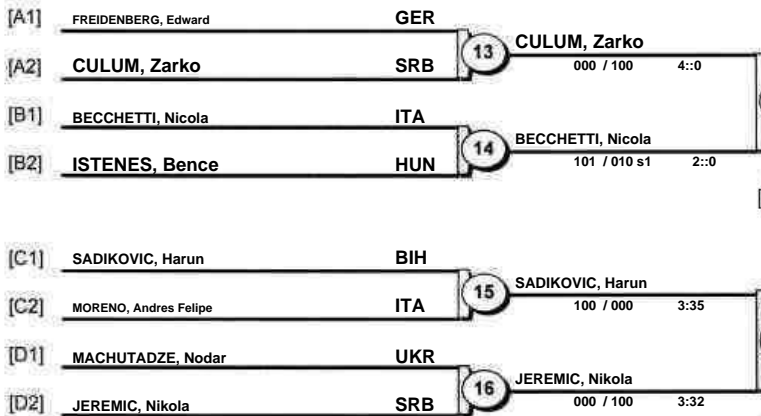 [A1] FREIDENBERG, Edward GER
13 CULUM, Zarko
[A2] CULUM, Zarko SRB
000 / 100 4::0
[B1] BECCHETTI, Nicola ITA
14 BECCHETTI, Nicola
[B2] ISTENES, Bence HUN
101 / 010 s1 2::0
[C1] SADIKOVIC, Harun BIH
15 SADIKOVIC, Harun
[C2] MORENO, Andres Felipe ITA
100 / 000 3:35
[D1] MACHUTADZE, Nodar UKR
16 JEREMIC, Nikola
[D2] JEREMIC, Nikola SRB
000 / 100 3:32